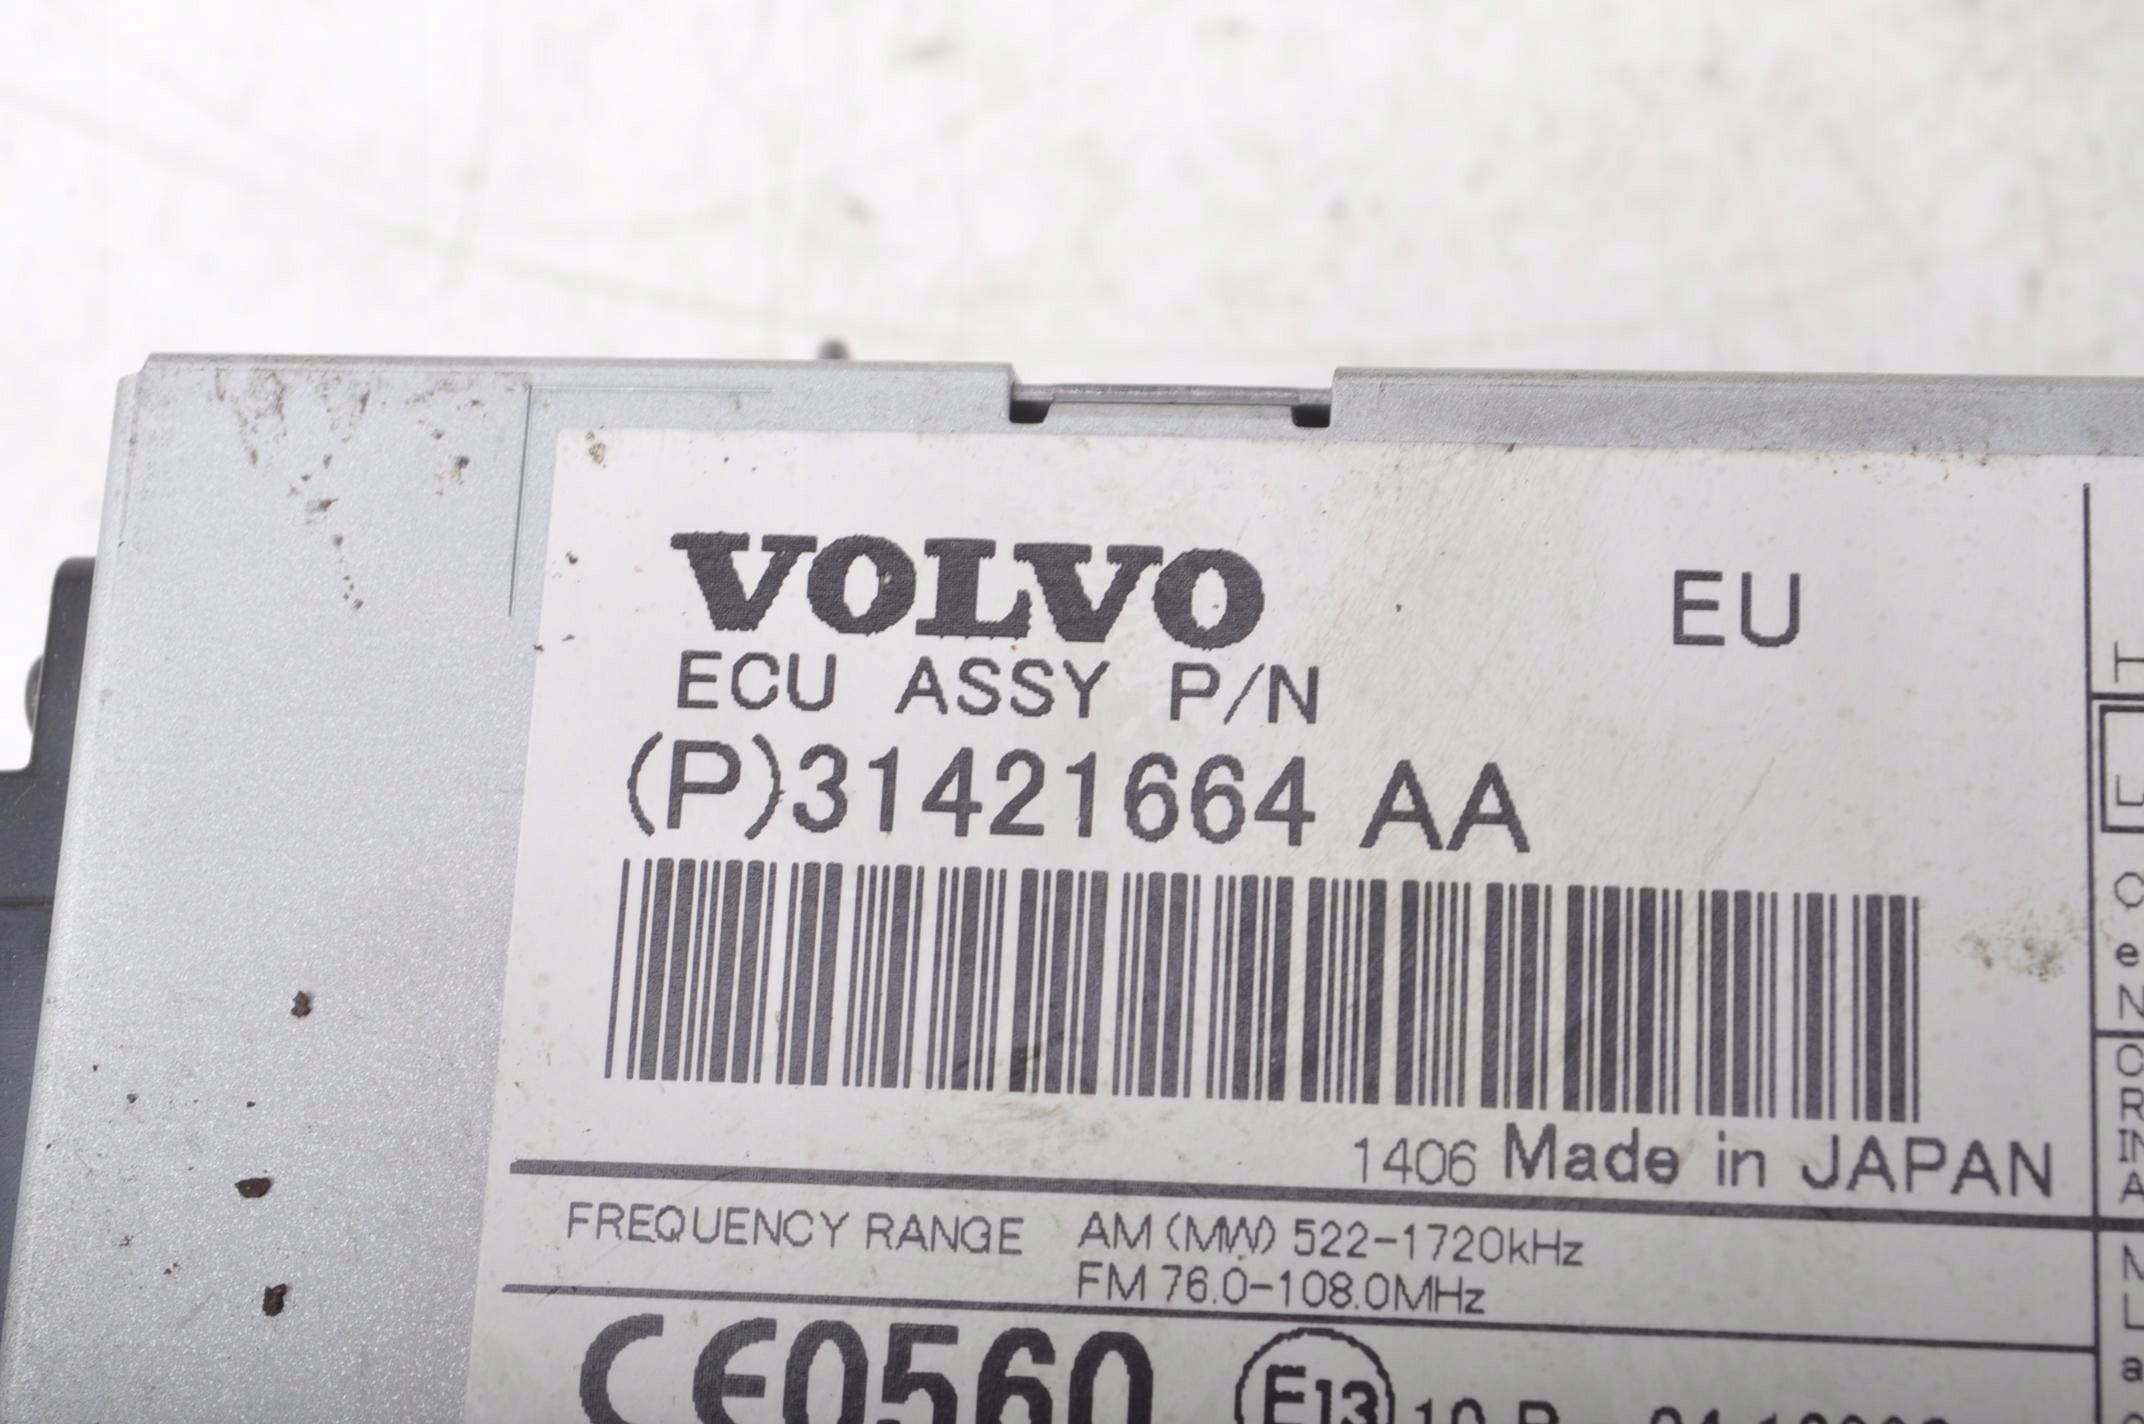 VOLVO EU
ECU ASSY P/N
(P)31421664 AA
1406 Made in JAPAN
FREQUENCY RANGE AM (MW) 522-1720kHz
FM 76.0-108.0MHz
CE0560 E13 10 R